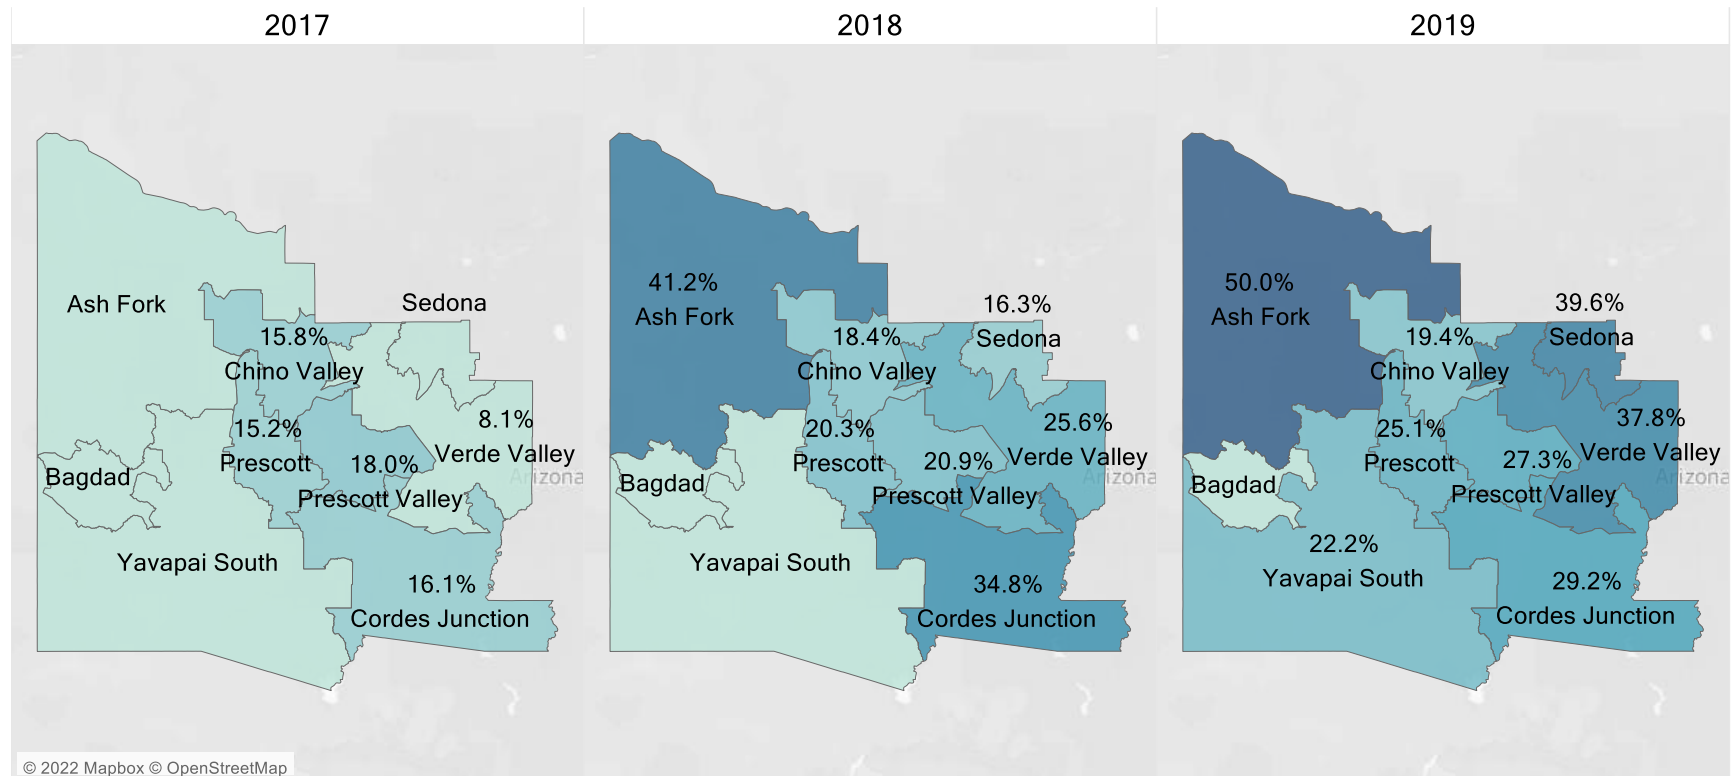 2017
2018
2019
Ash Fork
Sedona
15.8%
Chino Valley
15.2%
Prescott
8.1%
Verde Valley
18.0%
Prescott Valley
Bagdad
Arizona
Yavapai South
16.1%
Cordes Junction
41.2%
Ash Fork
16.3%
Sedona
18.4%
Chino Valley
20.3%
Prescott
25.6%
Verde Valley
20.9%
Prescott Valley
Bagdad
Arizona
Yavapai South
34.8%
Cordes Junction
50.0%
Ash Fork
39.6%
Sedona
19.4%
Chino Valley
25.1%
Prescott
37.8%
Verde Valley
27.3%
Prescott Valley
Bagdad
Arizona
22.2%
Yavapai South
29.2%
Cordes Junction
© 2022 Mapbox © OpenStreetMap